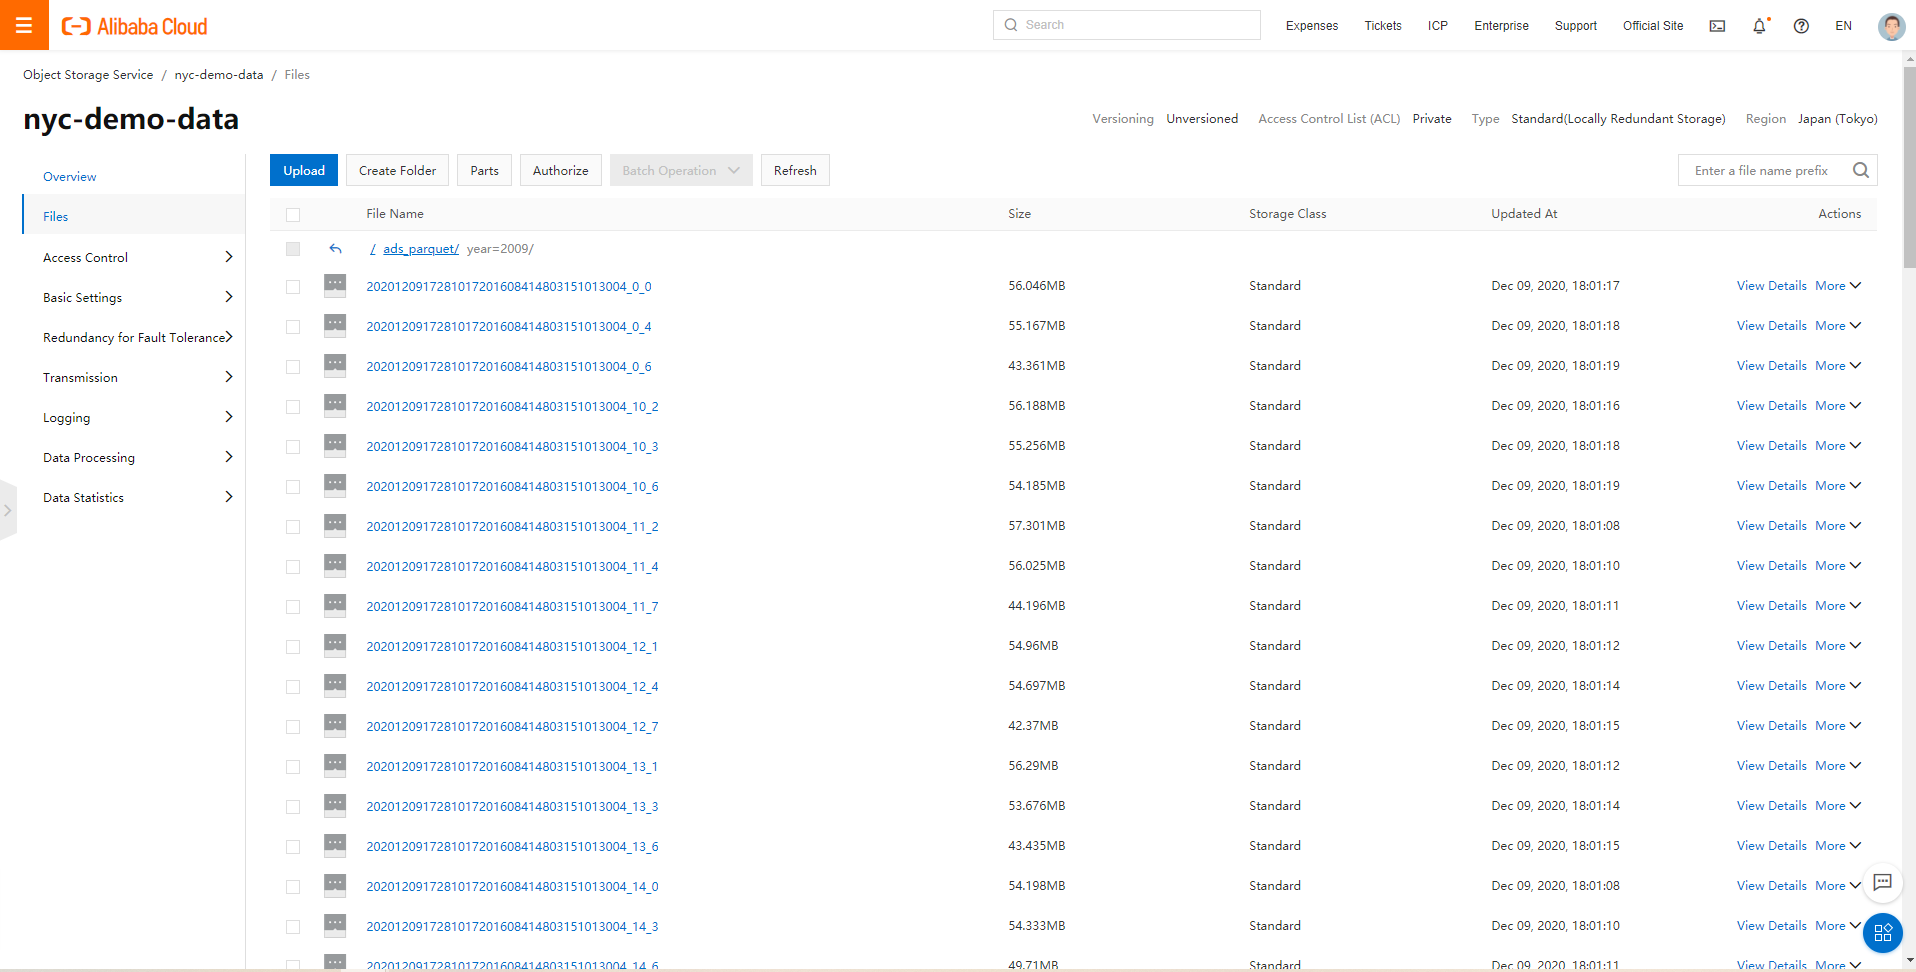 Alibaba Cloud
Search
Expenses Tickets ICP Enterprise Support Official Site EN
Object Storage Service / nyc-demo-data / Files
nyc-demo-data
Versioning Unversioned Access Control List (ACL) Private Type Standard(Locally Redundant Storage) Region Japan (Tokyo)
Overview
Files
Access Control
Basic Settings
Redundancy for Fault Tolerance
Transmission
Logging
Data Processing
Data Statistics
Upload Create Folder Parts Authorize Batch Operation Refresh Enter a file name prefix
File Name Size Storage Class Updated At Actions
/ ads_parquet/ year=2009/
20201209172810172016084148031510130​04_0_0 56.046MB Standard Dec 09, 2020, 18:01:17 View Details More
2020120917281017201608414803151013004_0_4 55.167MB Standard Dec 09, 2020, 18:01:18 View Details More
2020120917281017201608414803151013004_0_6 43.361MB Standard Dec 09, 2020, 18:01:19 View Details More
2020120917281017201608414803151013004_10_2 56.188MB Standard Dec 09, 2020, 18:01:16 View Details More
2020120917281017201608414803151013004_10_3 55.256MB Standard Dec 09, 2020, 18:01:18 View Details More
2020120917281017201608414803151013004_10_6 54.185MB Standard Dec 09, 2020, 18:01:19 View Details More
2020120917281017201608414803151013004_11_2 57.301MB Standard Dec 09, 2020, 18:01:08 View Details More
2020120917281017201608414803151013004_11_4 56.025MB Standard Dec 09, 2020, 18:01:10 View Details More
2020120917281017201608414803151013004_11_7 44.196MB Standard Dec 09, 2020, 18:01:11 View Details More
2020120917281017201608414803151013004_12_1 54.96MB Standard Dec 09, 2020, 18:01:12 View Details More
2020120917281017201608414803151013004_12_4 54.697MB Standard Dec 09, 2020, 18:01:14 View Details More
2020120917281017201608414803151013004_12_7 42.37MB Standard Dec 09, 2020, 18:01:15 View Details More
2020120917281017201608414803151013004_13_1 56.29MB Standard Dec 09, 2020, 18:01:12 View Details More
2020120917281017201608414803151013004_13_3 53.676MB Standard Dec 09, 2020, 18:01:14 View Details More
2020120917281017201608414803151013004_13_6 43.435MB Standard Dec 09, 2020, 18:01:15 View Details More
2020120917281017201608414803151013004_14_0 54.198MB Standard Dec 09, 2020, 18:01:08 View Details More
2020120917281017201608414803151013004_14_3 54.333MB Standard Dec 09, 2020, 18:01:10 View Details More
2020120917281017201608414803151013004_14_6 49.71MB Standard Dec 09, 2020, 18:01:11 View Details More